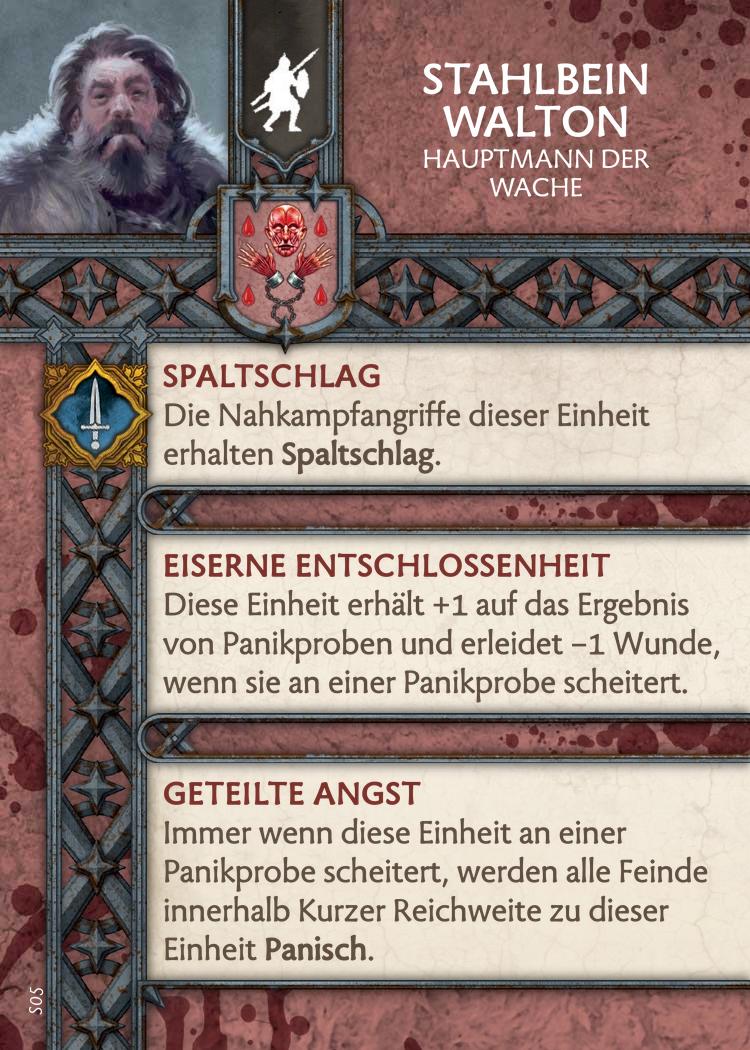 STAHLBEIN
WALTON
HAUPTMANN DER
WACHE
SPALTSCHLAG
Die Nahkampfangriffe dieser Einheit
erhalten Spaltschlag.
EISERNE ENTSCHLOSSENHEIT
Diese Einheit erhält +1 auf das Ergebnis
von Panikproben und erleidet –1 Wunde,
wenn sie an einer Panikprobe scheitert.
GETEILTE ANGST
Immer wenn diese Einheit an einer
Panikprobe scheitert, werden alle Feinde
innerhalb Kurzer Reichweite zu dieser
Einheit Panisch.
S05